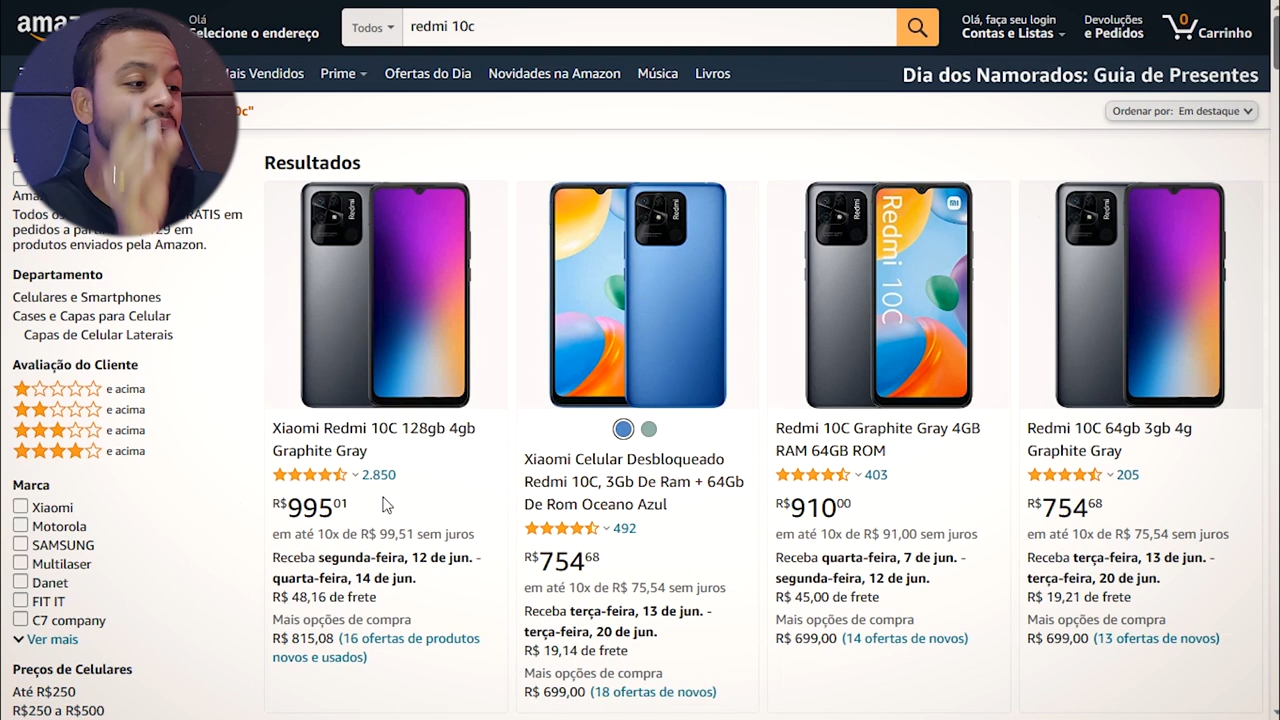 amaz
Olá
Selecione o endereço
Todos
redmi 10c
Olá, faça seu login
Contas e Listas
Devoluções
e Pedidos
0
Carrinho
Mais Vendidos
Prime
Ofertas do Dia
Novidades na Amazon
Música
Livros
Dia dos Namorados: Guia de Presentes
0c"
Ordenar por: Em destaque
Resultados
Todos os
RATIS em
pedidos a
29 em
produtos enviados pela Amazon.
Departamento
Celulares e Smartphones
Cases e Capas para Celular
Capas de Celular Laterais
Avaliação do Cliente
e acima
e acima
e acima
e acima
Marca
Xiaomi
Motorola
SAMSUNG
Multilaser
Danet
FIT IT
C7 company
Ver mais
Preços de Celulares
Até R$250
R$250 a R$500
Redmi
Xiaomi Redmi 10C 128gb 4gb
Graphite Gray
2.850
R$99501
em até 10x de R$ 99,51 sem juros
Receba segunda-feira, 12 de jun. -
quarta-feira, 14 de jun.
R$ 48,16 de frete
Mais opções de compra
R$ 815,08 (16 ofertas de produtos
novos e usados)
Redmi
Xiaomi Celular Desbloqueado
Redmi 10C, 3Gb De Ram + 64Gb
De Rom Oceano Azul
492
R$75468
em até 10x de R$ 75,54 sem juros
Receba terça-feira, 13 de jun. -
terça-feira, 20 de jun.
R$ 19,14 de frete
Mais opções de compra
R$ 699,00 (18 ofertas de novos)
Redmi
Redmi 10C
Redmi 10C Graphite Gray 4GB
RAM 64GB ROM
403
R$91000
em até 10x de R$ 91,00 sem juros
Receba quarta-feira, 7 de jun. -
segunda-feira, 12 de jun.
R$ 45,00 de frete
Mais opções de compra
R$ 699,00 (14 ofertas de novos)
Redmi
Redmi 10C 64gb 3gb 4g
Graphite Gray
205
R$75468
em até 10x de R$ 75,54 sem juros
Receba terça-feira, 13 de jun. -
terça-feira, 20 de jun.
R$ 19,21 de frete
Mais opções de compra
R$ 699,00 (13 ofertas de novos)